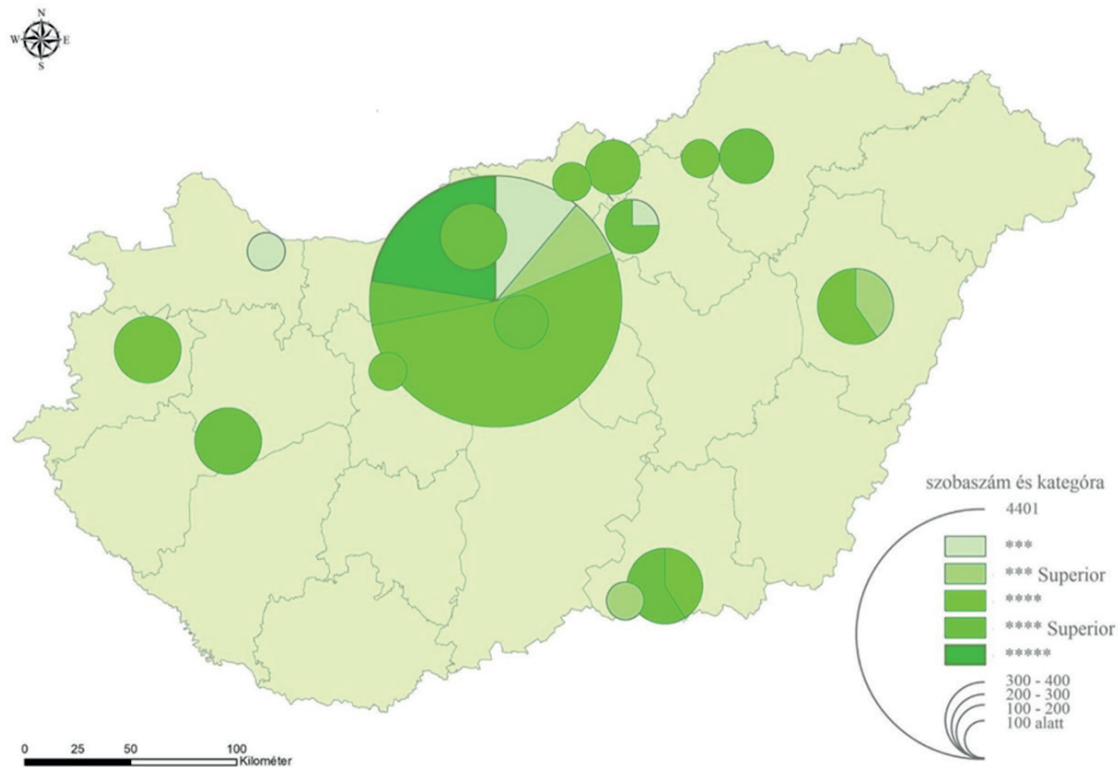 N
W E
S
szobaszám és kategóra
4401
***
*** Superior
****
**** Superior
*****
300 - 400
200 - 300
100 - 200
100 alatt
0 25 50 100
Kilométer